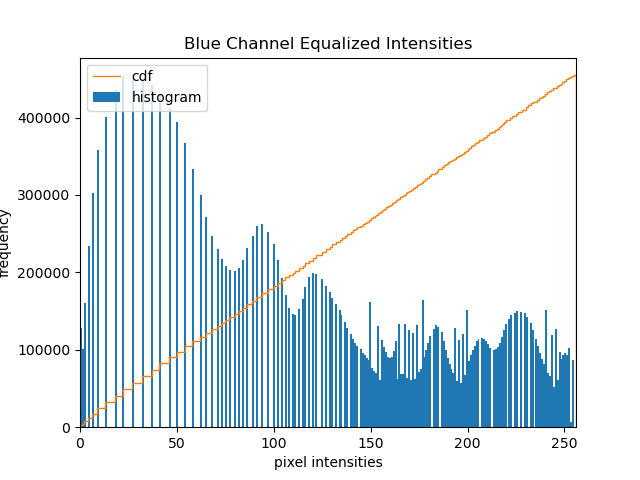 Blue Channel Equalized Intensities
cdf
histogram
frequency
400000
300000
200000
100000
0
0 50 100 150 200 250
pixel intensities